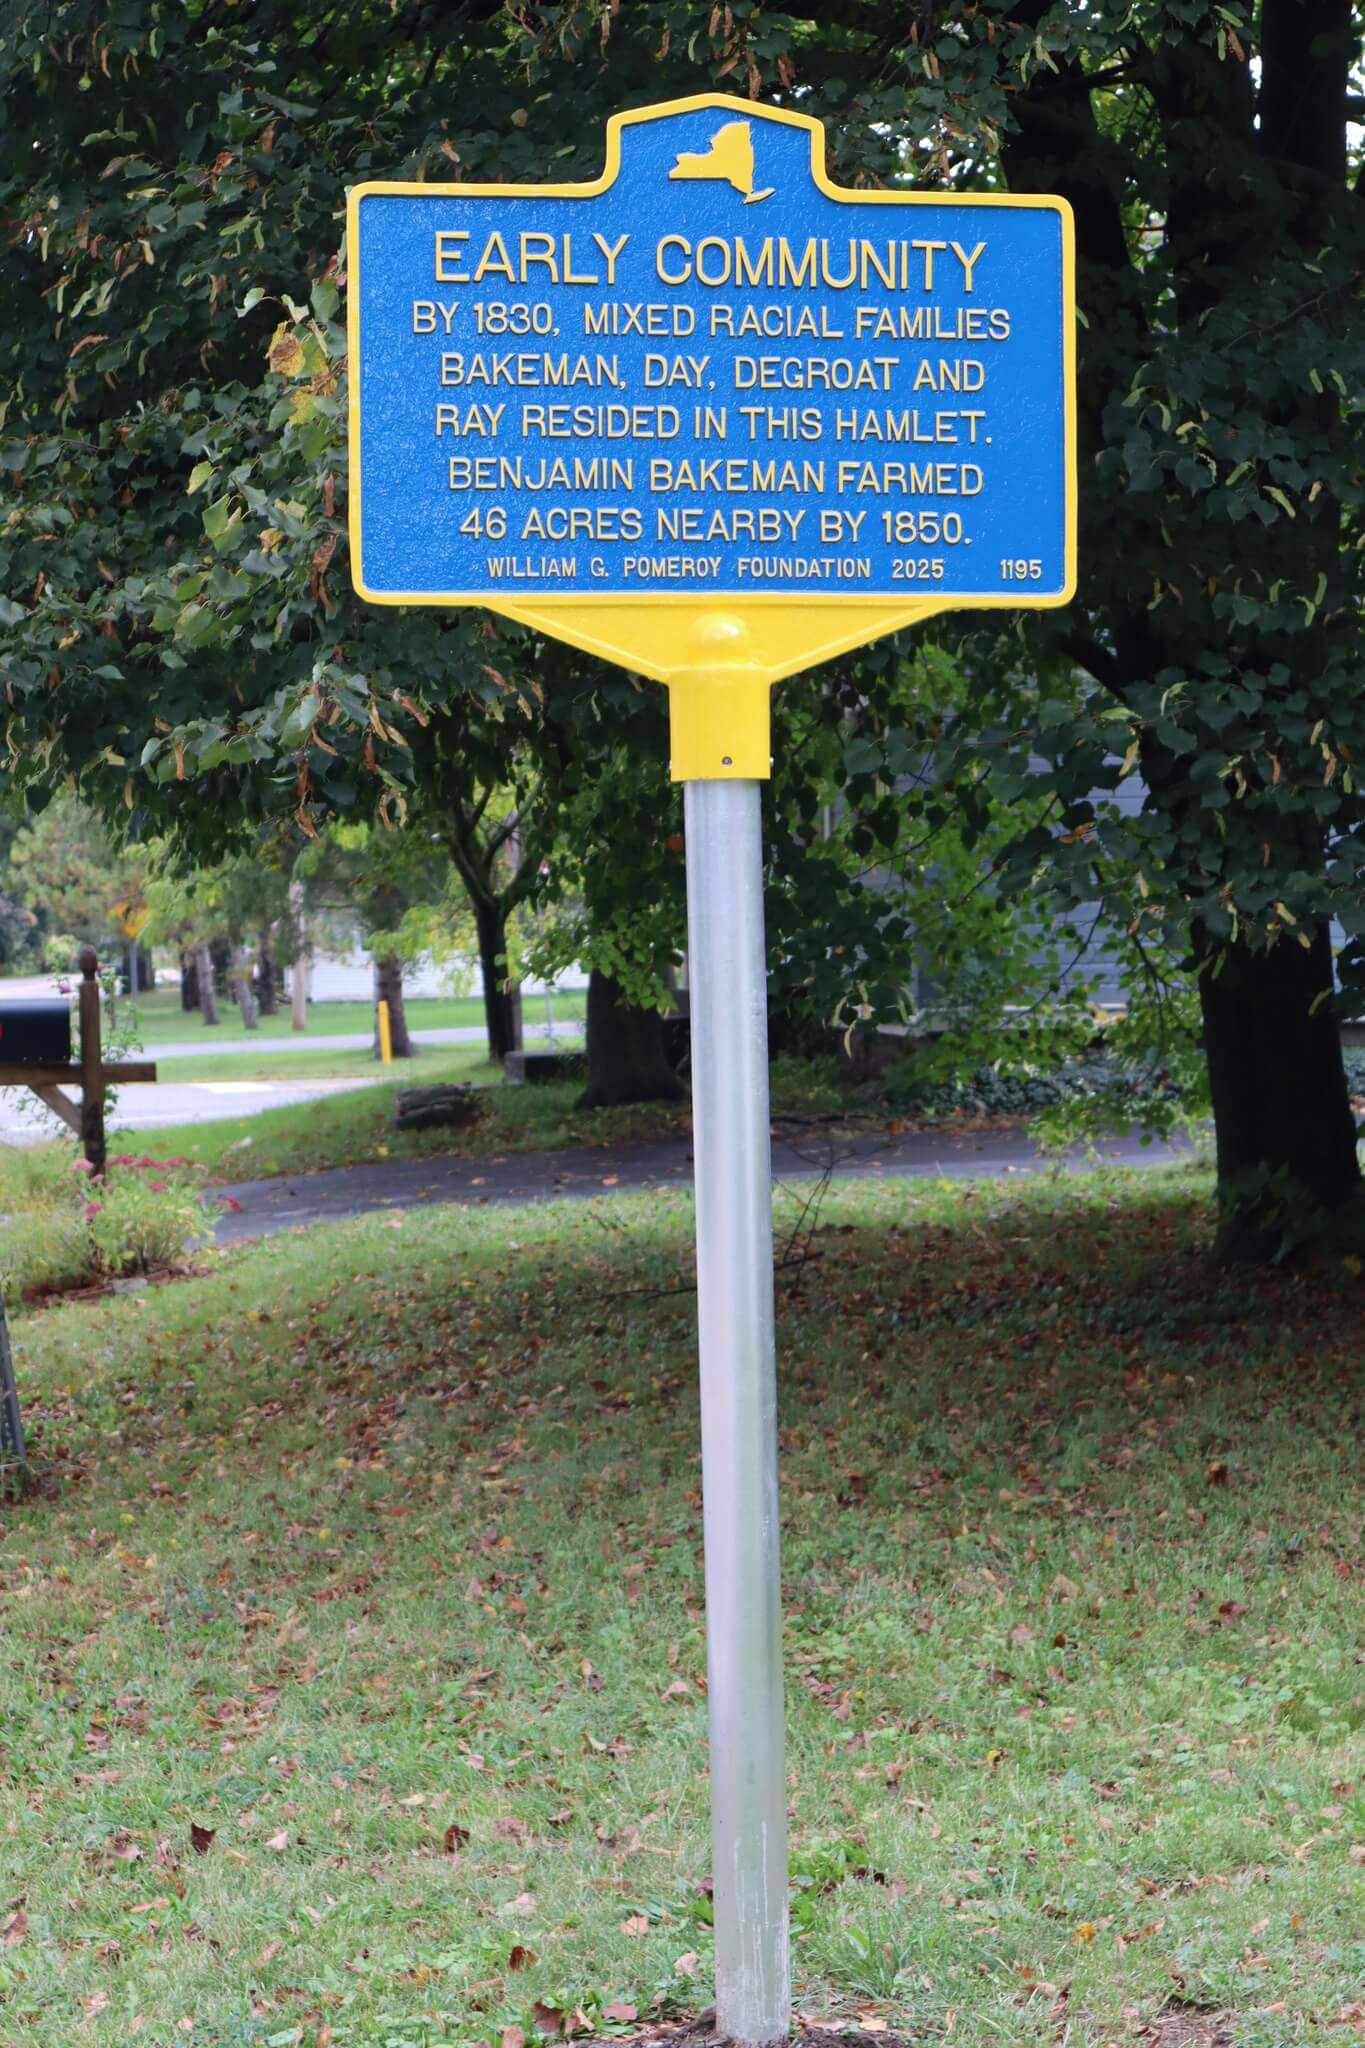 EARLY COMMUNITY
BY 1830, MIXED RACIAL FAMILIES
BAKEMAN, DAY, DEGROAT AND
RAY RESIDED IN THIS HAMLET.
BENJAMIN BAKEMAN FARMED
46 ACRES NEARBY BY 1850.
WILLIAM G. POMEROY FOUNDATION 2025 1195